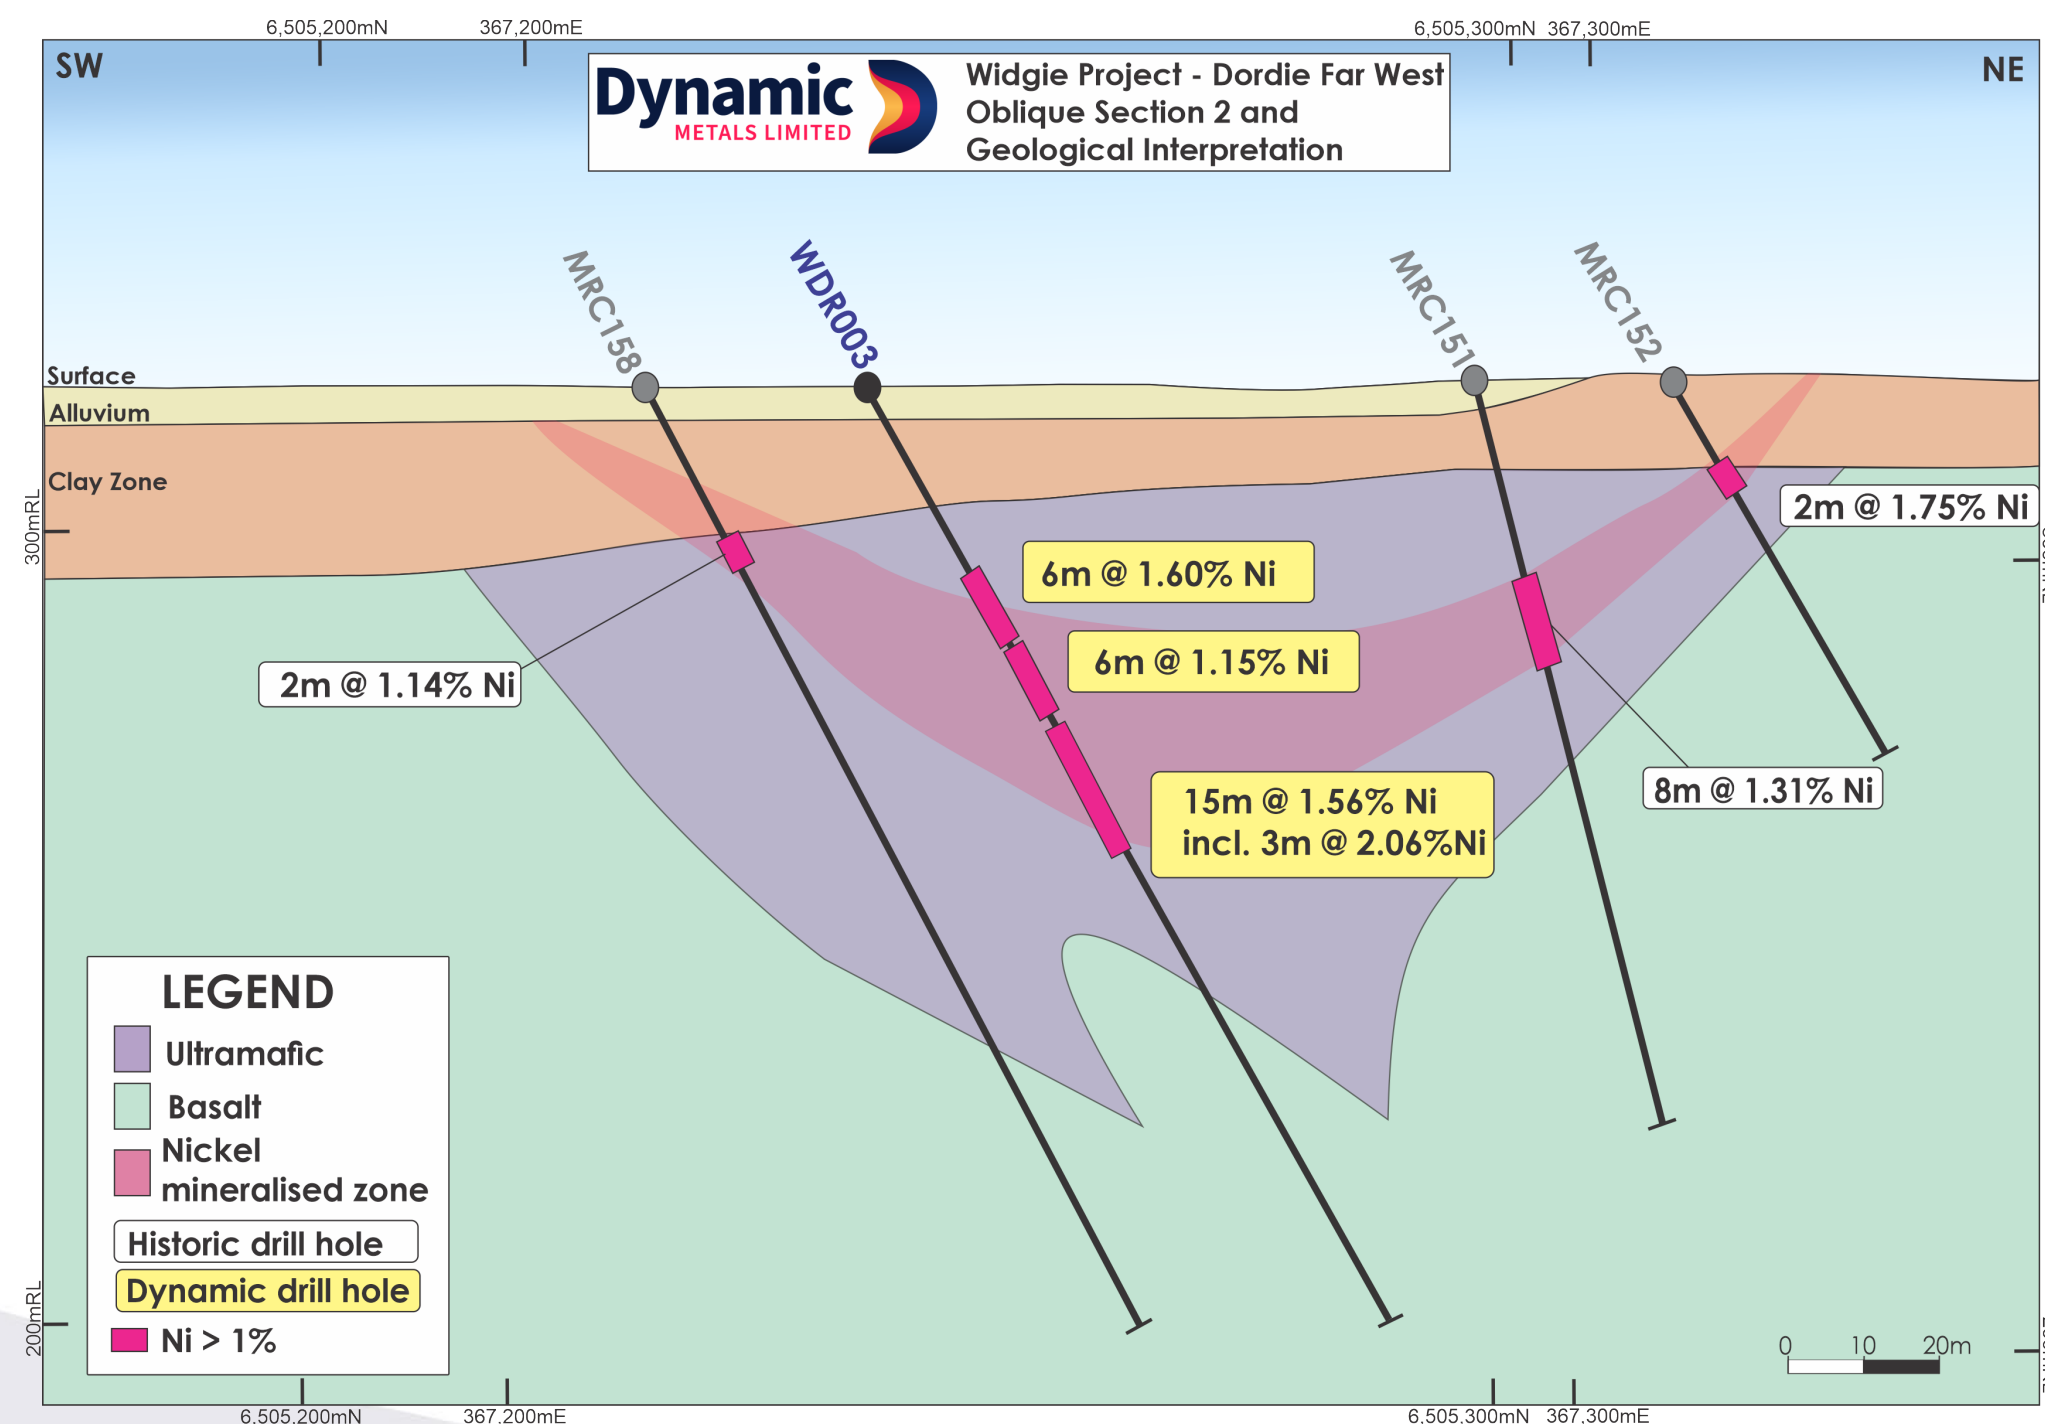 6,505,200mN
367,200mE
6,505,300mN
367,300mE
SW
NE
Dynamic
METALS LIMITED
Widgie Project - Dordie Far West
Oblique Section 2 and
Geological Interpretation
MRC158
WDR003
MRC151
MRC152
Surface
Alluvium
Clay Zone
300mRL
2m @ 1.75% Ni
6m @ 1.60% Ni
6m @ 1.15% Ni
2m @ 1.14% Ni
8m @ 1.31% Ni
15m @ 1.56% Ni
incl. 3m @ 2.06%Ni
LEGEND
Ultramafic
Basalt
Nickel
mineralised zone
Historic drill hole
Dynamic drill hole
Ni > 1%
200mRL
0 10 20m
6,505,200mN
367,200mE
6,505,300mN
367,300mE